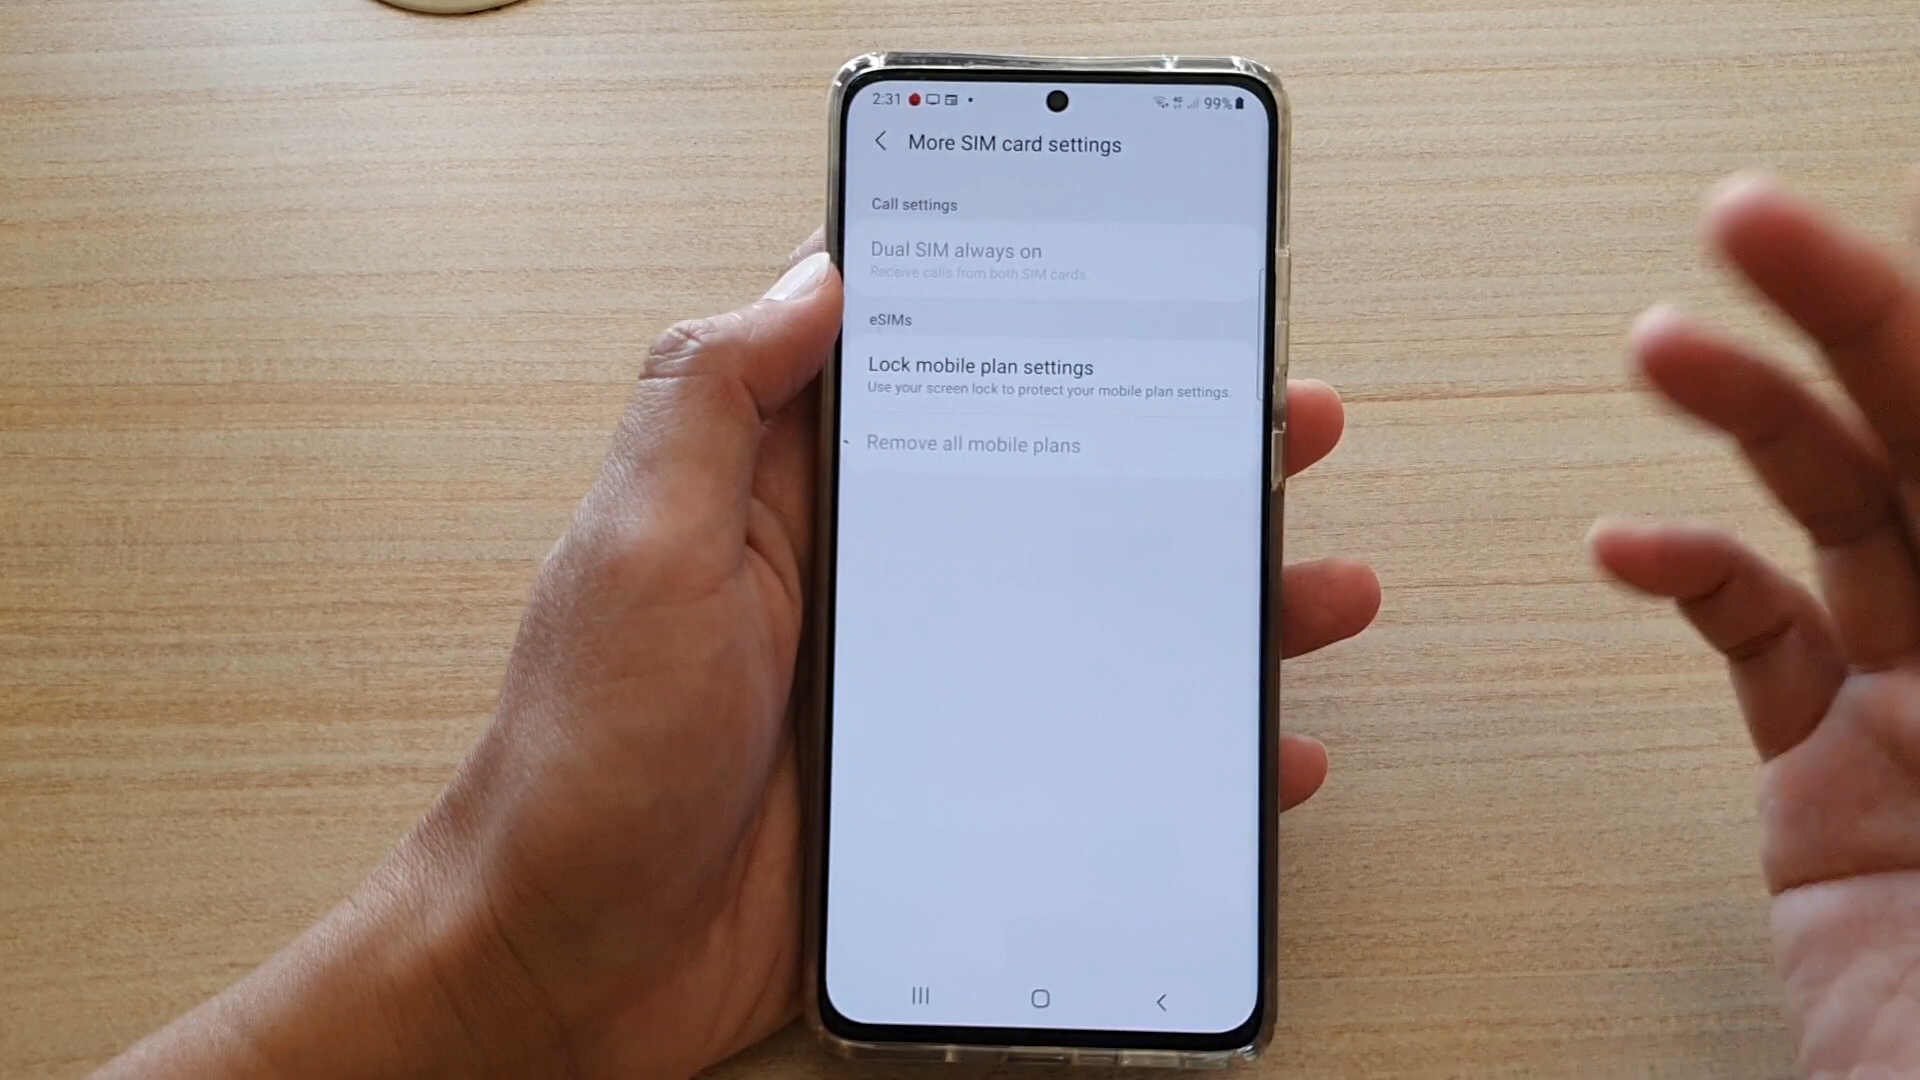 2:31
99%
More SIM card settings
Call settings
Dual SIM always on
Receive calls from both SIM cards.
eSIMs
Lock mobile plan settings
Use your screen lock to protect your mobile plan settings.
Remove all mobile plans